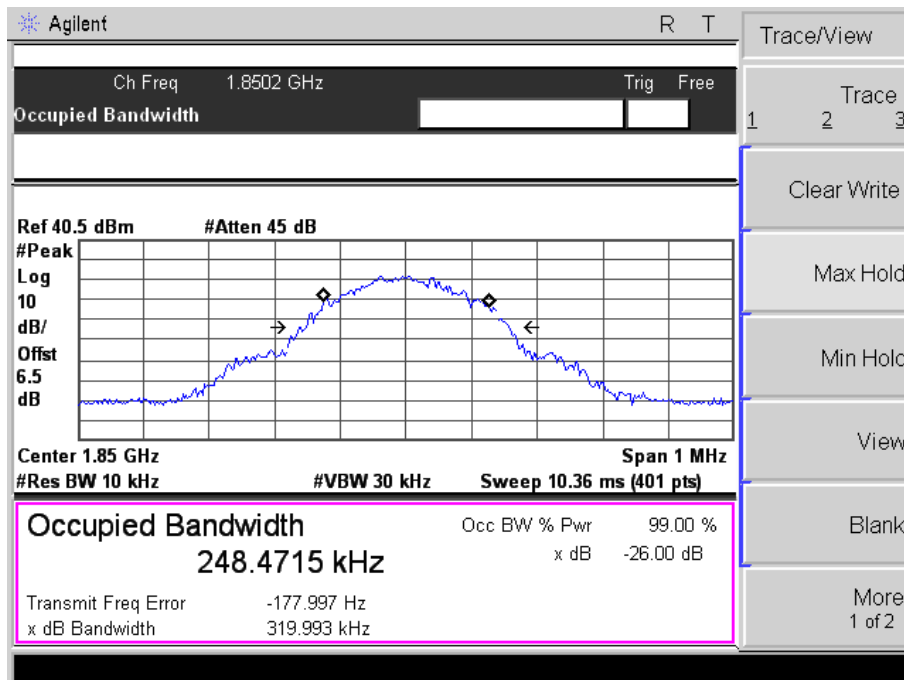 Agilent R T
Ch Freq 1.8502 GHz Trig Free
Occupied Bandwidth
Ref 40.5 dBm #Atten 45 dB
#Peak
Log
10
dB/
Offst
6.5
dB
Center 1.85 GHz Span 1 MHz
#Res BW 10 kHz #VBW 30 kHz Sweep 10.36 ms (401 pts)
Occupied Bandwidth
248.4715 kHz
Occ BW % Pwr 99.00 %
x dB -26.00 dB
Transmit Freq Error -177.997 Hz
x dB Bandwidth 319.993 kHz
Trace/View
Trace
1 2 3
Clear Write
Max Hold
Min Hold
View
Blank
More
1 of 2